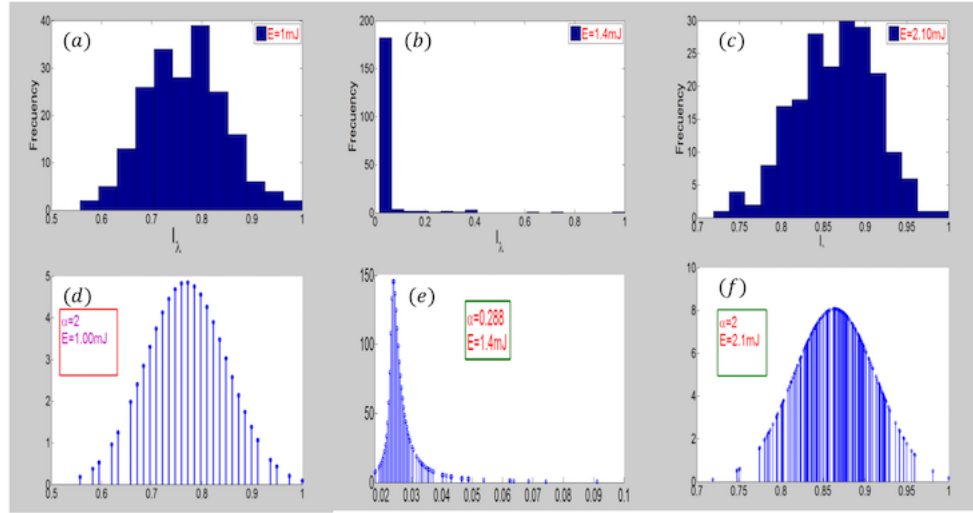 (a)
E=1mJ
Frecuency
40
30
20
10
0
0.5 0.6 0.7 0.8 0.9 1
I_λ
(b)
E=1.4mJ
Frecuency
200
150
100
50
0
0 0.2 0.4 0.6 0.8 1
I_λ
(c)
E=2.10mJ
Frecuency
30
25
20
15
10
5
0
0.7 0.75 0.8 0.85 0.9 0.95 1
(d)
α=2
E=1.00mJ
5
4
3
2
1
0
0.5 0.6 0.7 0.8 0.9 1
(e)
α=0.288
E=1.4mJ
150
100
50
0.02 0.03 0.04 0.05 0.06 0.07 0.08 0.09 0.1
(f)
α=2
E=2.1mJ
10
8
6
4
2
0
0.7 0.75 0.8 0.85 0.9 0.95 1